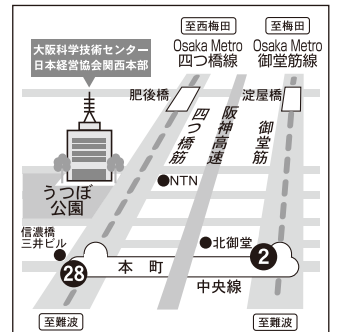 至西梅田
至梅田
大阪科学技術センター
日本経営協会関西本部
Osaka Metro
四つ橋線
Osaka Metro
御堂筋線
肥後橋
淀屋橋
四つ橋筋
阪神高速
御堂筋
うつぼ
公園
●NTN
信濃橋
三井ビル
●北御堂
28
本町
2
中央線
至難波
至難波